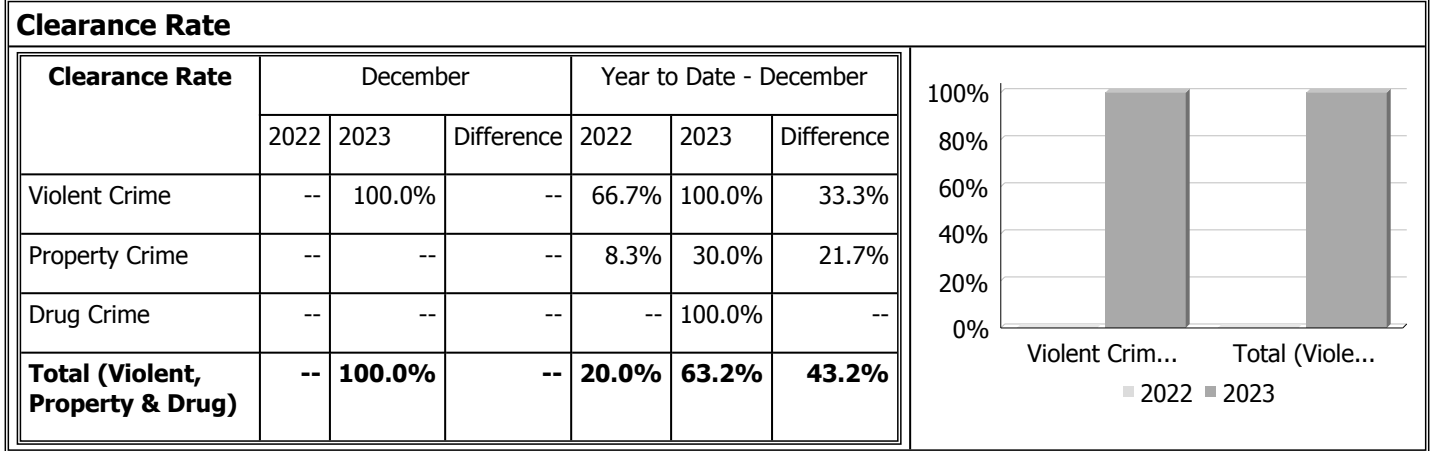 Clearance Rate
Clearance Rate December Year to Date - December
2022 2023 Difference 2022 2023 Difference
Violent Crime -- 100.0% -- 66.7% 100.0% 33.3%
Property Crime -- -- -- 8.3% 30.0% 21.7%
Drug Crime -- -- -- -- 100.0% --
Total (Violent,
Property & Drug) -- 100.0% -- 20.0% 63.2% 43.2%
100%
80%
60%
40%
20%
0%
Violent Crim... Total (Viole...
2022 2023